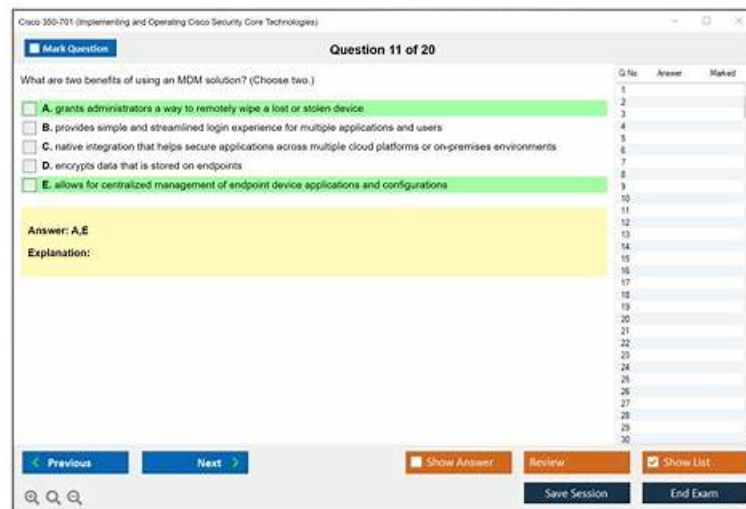 Cisco 350-701 (Implementing and Operating Cisco Security Core Technologies)
Mark Question
Question 11 of 20
What are two benefits of using an MDM solution? (Choose two.)
A. grants administrators a way to remotely wipe a lost or stolen device
B. provides simple and streamlined login experience for multiple applications and users
C. native integration that helps secure applications across multiple cloud platforms or on-premises environments
D. encrypts data that is stored on endpoints
E. allows for centralized management of endpoint device applications and configurations
Answer: A,E
Explanation:
Q.No. Answer Marked
1
2
3
4
5
6
7
8
9
10
11
12
13
14
15
16
17
18
19
20
21
22
23
24
25
26
27
28
29
30
Previous
Next
Show Answer
Review
Show List
Save Session
End Exam